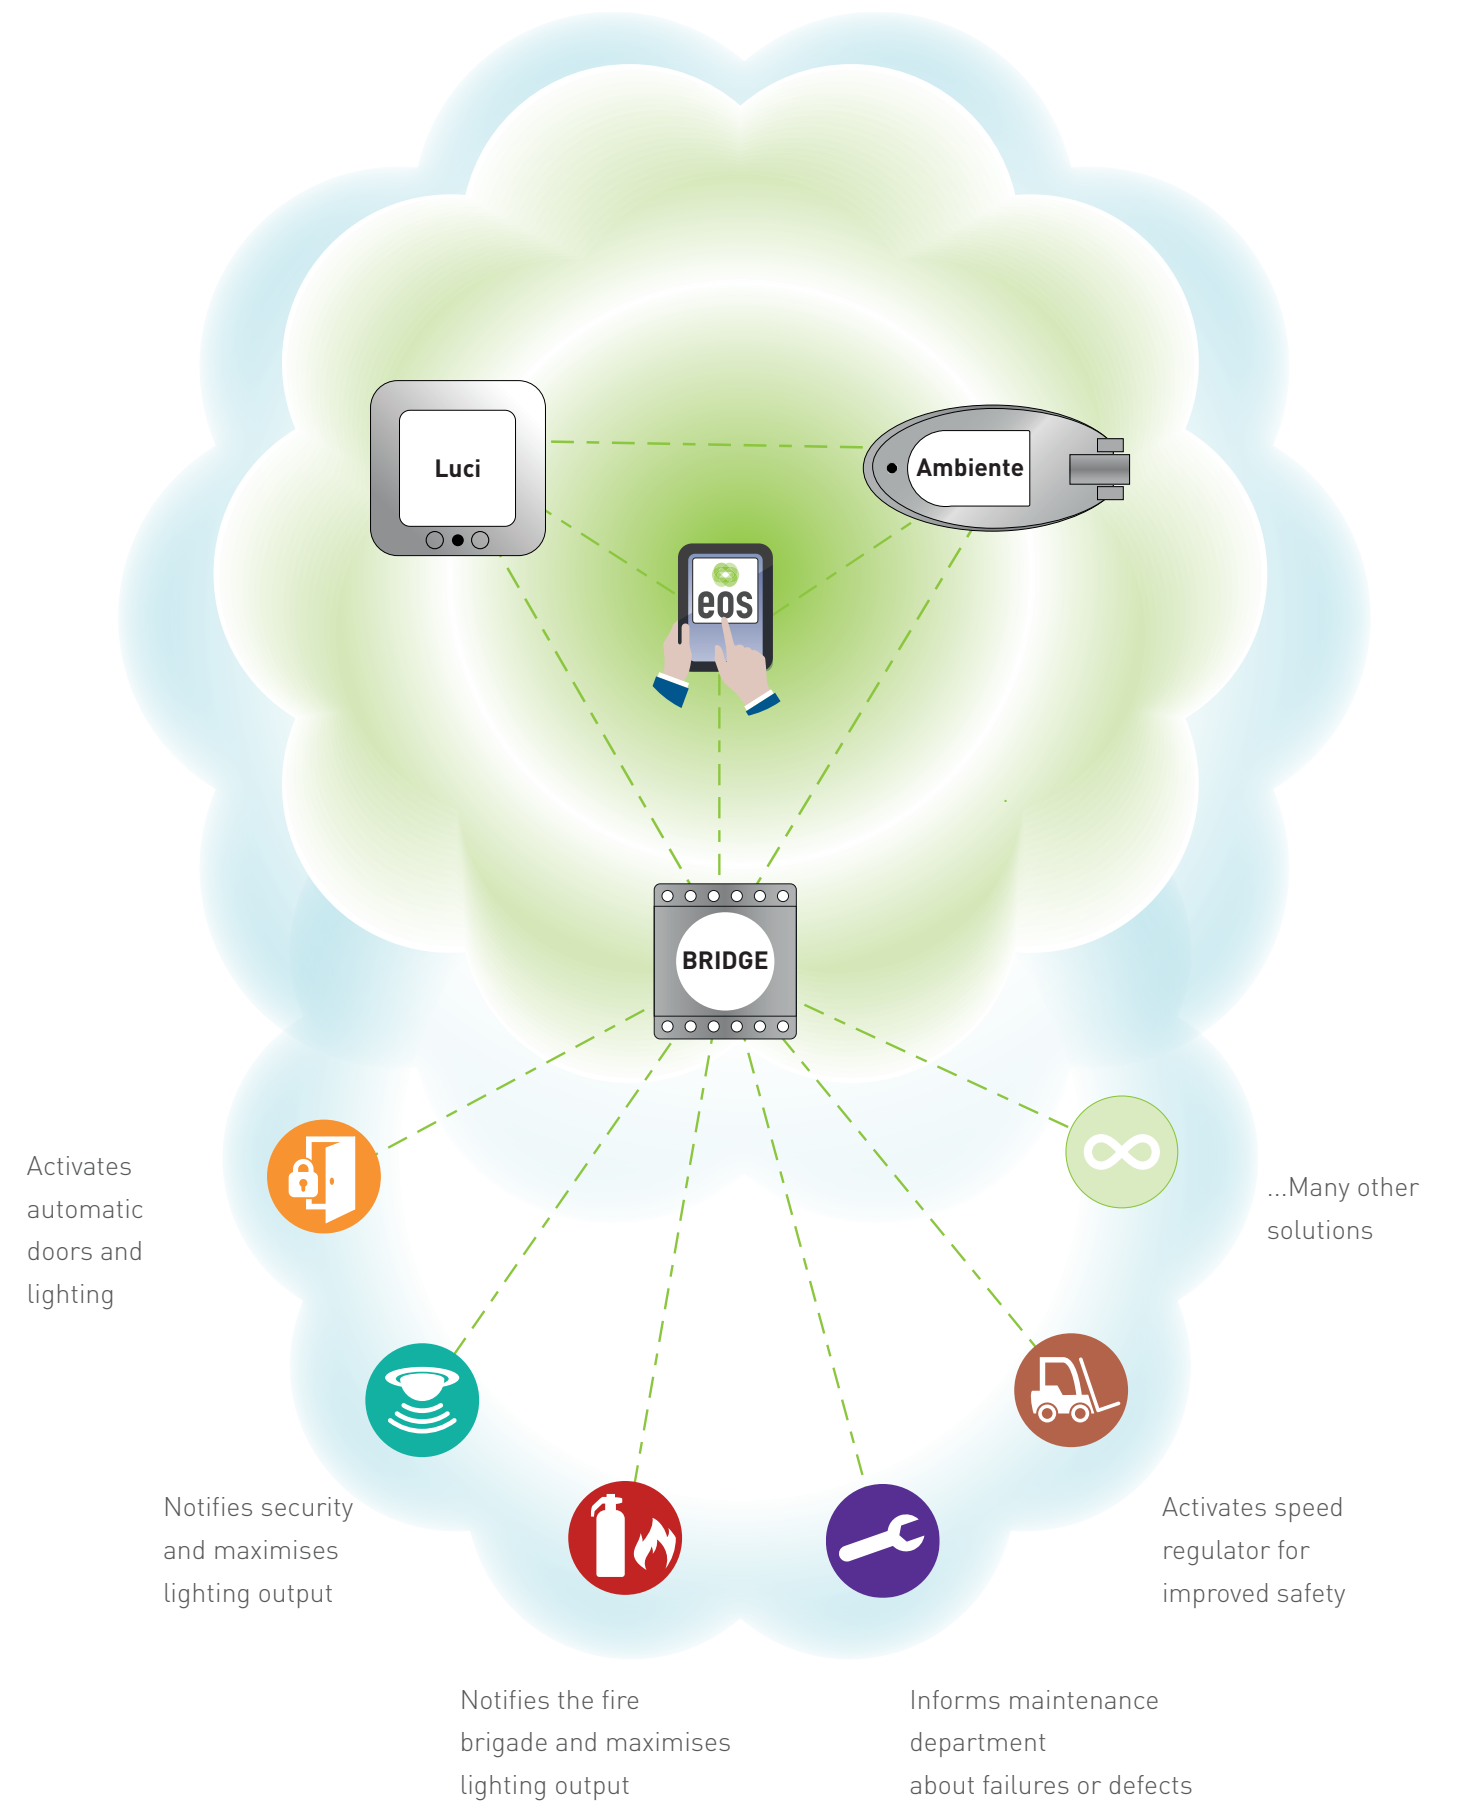 Luci
Ambiente
eos
BRIDGE
Activates
automatic
doors and
lighting
...Many other
solutions
Notifies security
and maximises
lighting output
Activates speed
regulator for
improved safety
Notifies the fire
brigade and maximises
lighting output
Informs maintenance
department
about failures or defects